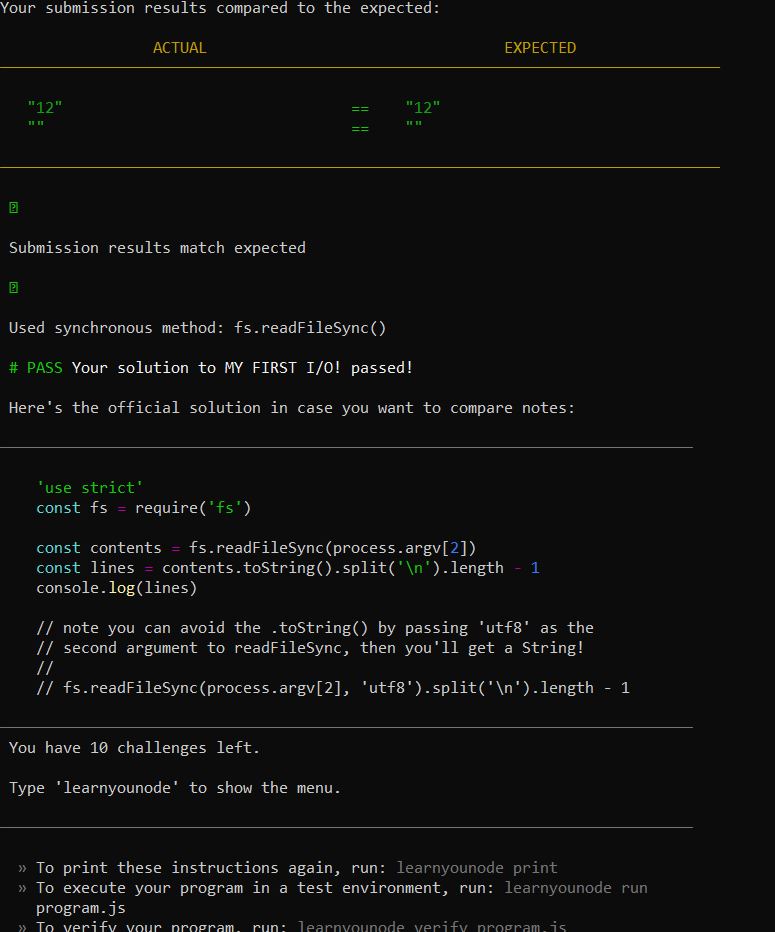 Your submission results compared to the expected:
ACTUAL EXPECTED
"12" == "12"
"" == ""
Submission results match expected
Used synchronous method: fs.readFileSync()
# PASS Your solution to MY FIRST I/O! passed!
Here's the official solution in case you want to compare notes:
'use strict'
const fs = require('fs')
const contents = fs.readFileSync(process.argv[2])
const lines = contents.toString().split('\n').length - 1
console.log(lines)
// note you can avoid the .toString() by passing 'utf8' as the
// second argument to readFileSync, then you'll get a String!
//
// fs.readFileSync(process.argv[2], 'utf8').split('\n').length - 1
You have 10 challenges left.
Type 'learnyounode' to show the menu.
» To print these instructions again, run: learnyounode print
» To execute your program in a test environment, run: learnyounode run
program.js
» To verify your program, run: learnyounode verify program.js